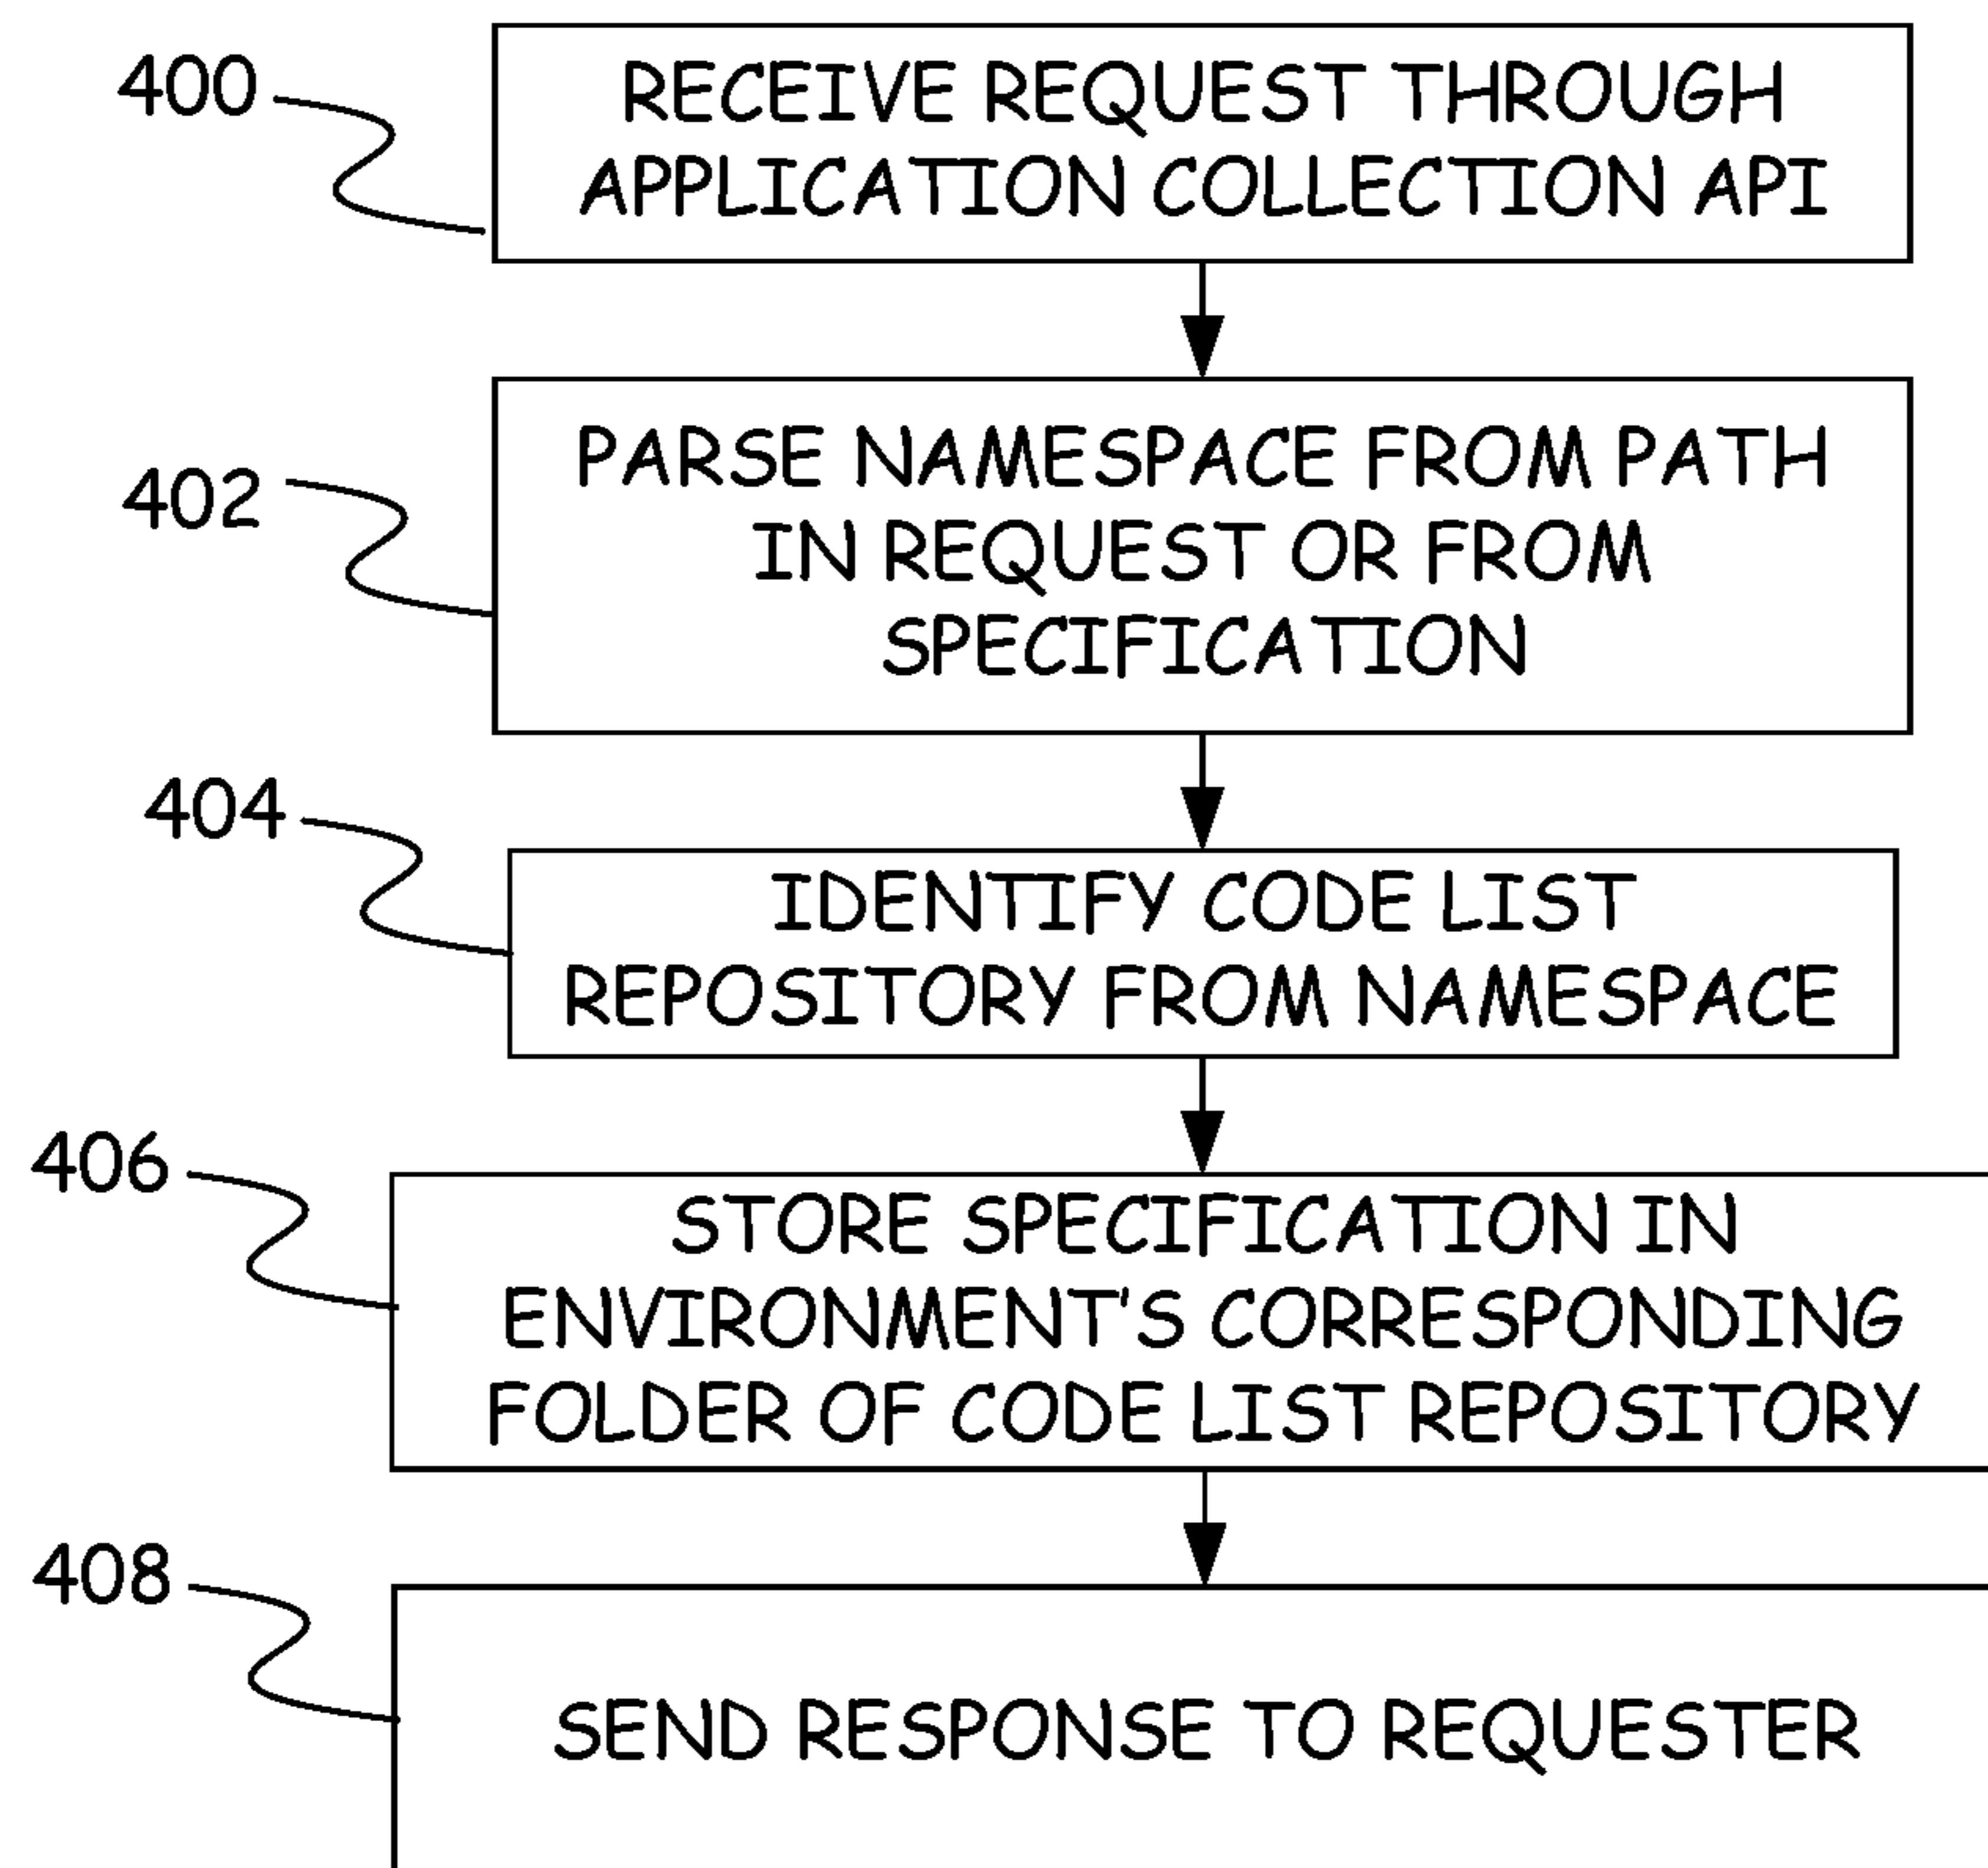 400
RECEIVE REQUEST THROUGH
APPLICATION COLLECTION API
402
PARSE NAMESPACE FROM PATH
IN REQUEST OR FROM
SPECIFICATION
404
IDENTIFY CODE LIST
REPOSITORY FROM NAMESPACE
406
STORE SPECIFICATION IN
ENVIRONMENT'S CORRESPONDING
FOLDER OF CODE LIST REPOSITORY
408
SEND RESPONSE TO REQUESTER